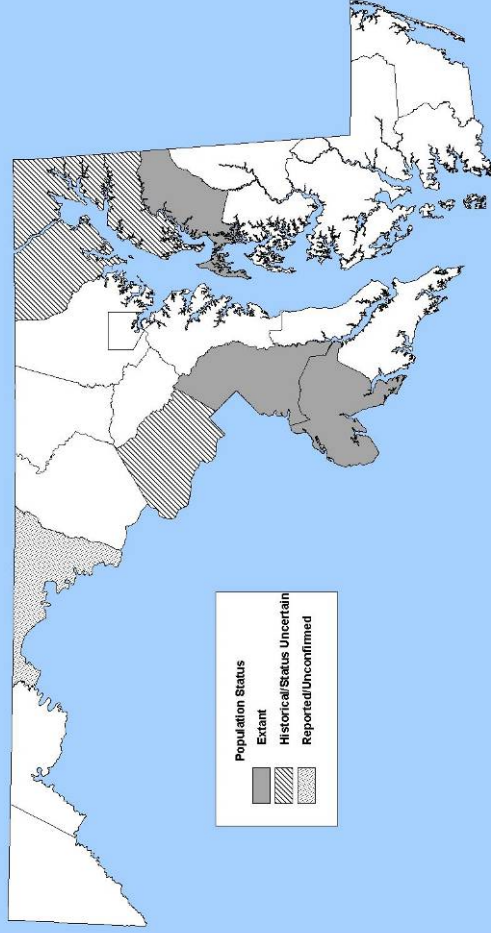 Population Status
Extant
Historical/Status Uncertain
Reported/Unconfirmed